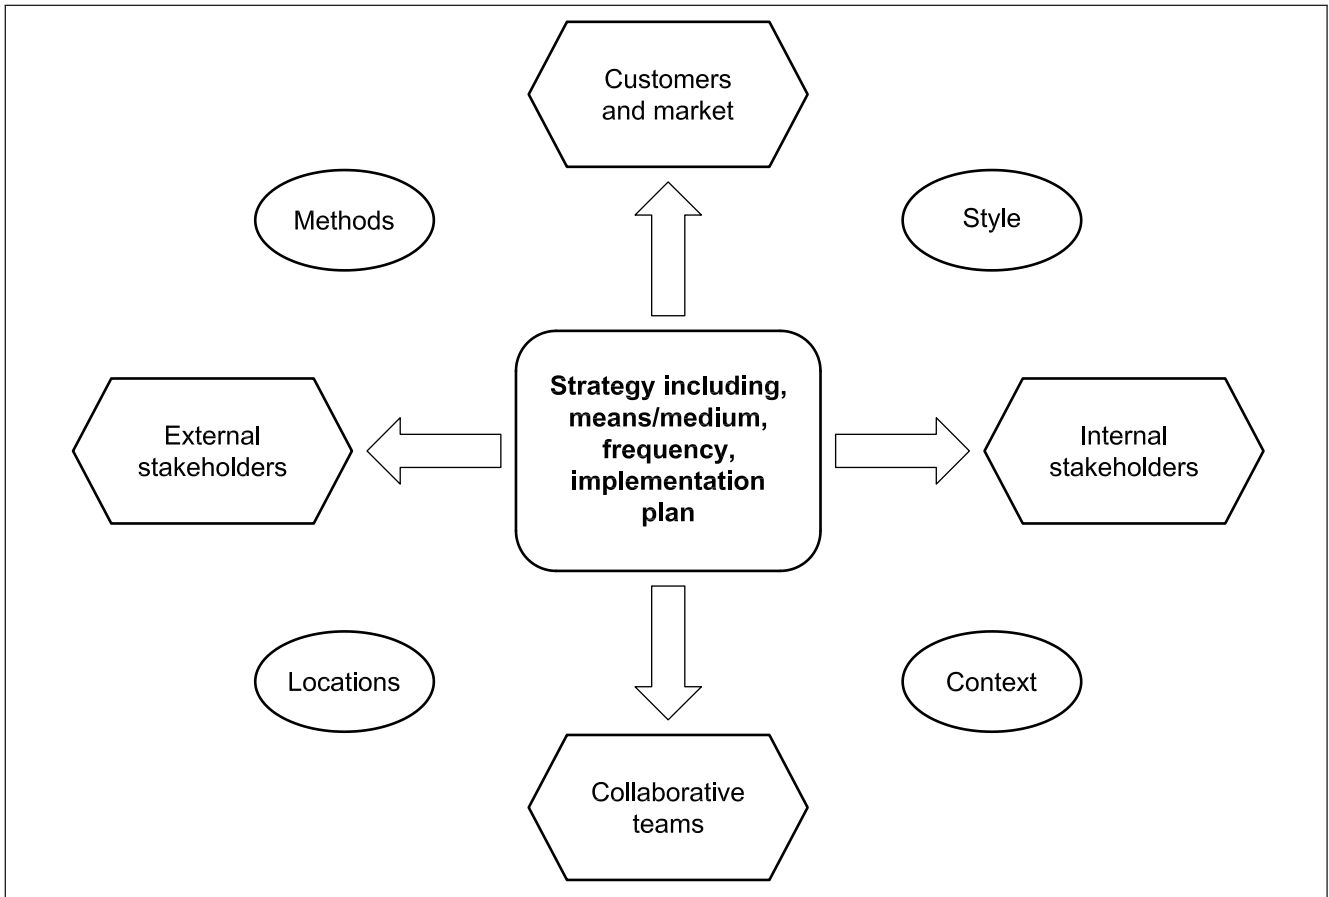 Customers
and market
Methods
Style
Strategy including,
means/medium,
frequency,
implementation
plan
External
stakeholders
Internal
stakeholders
Locations
Context
Collaborative
teams